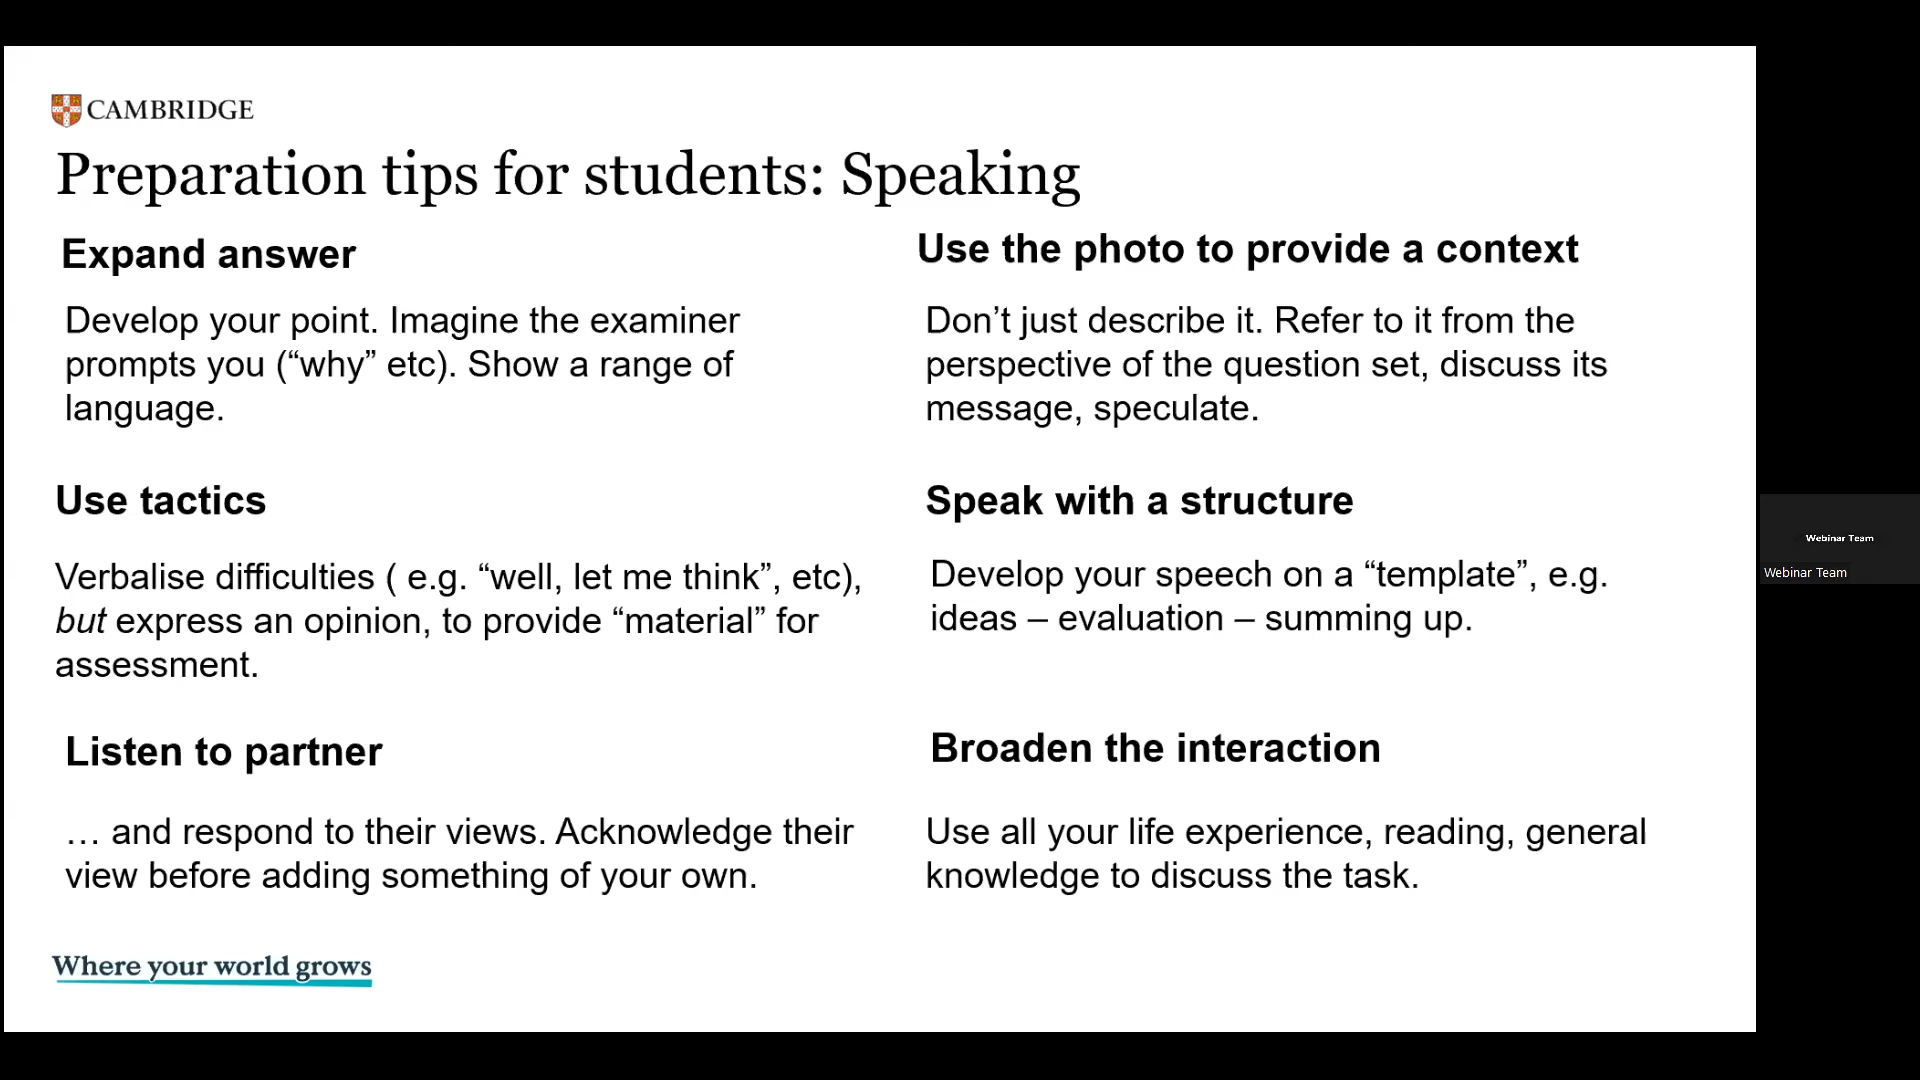 CAMBRIDGE
Preparation tips for students: Speaking
Expand answer
Develop your point. Imagine the examiner
prompts you (“why” etc). Show a range of
language.
Use the photo to provide a context
Don’t just describe it. Refer to it from the
perspective of the question set, discuss its
message, speculate.
Use tactics
Verbalise difficulties ( e.g. “well, let me think”, etc),
but express an opinion, to provide “material” for
assessment.
Speak with a structure
Develop your speech on a “template”, e.g.
ideas – evaluation – summing up.
Listen to partner
… and respond to their views. Acknowledge their
view before adding something of your own.
Broaden the interaction
Use all your life experience, reading, general
knowledge to discuss the task.
Where your world grows
Webinar Team
Webinar Team